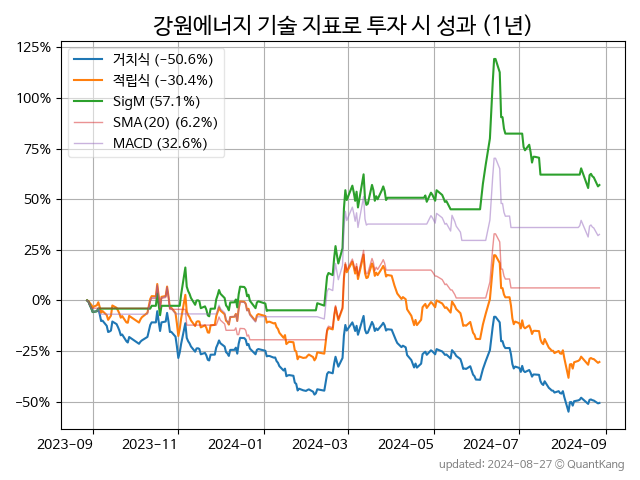 강원에너지 기술 지표로 투자 시 성과 (1년)
125%
100%
75%
50%
25%
0%
−25%
−50%
거치식 (−50.6%)
적립식 (−30.4%)
SigM (57.1%)
SMA(20) (6.2%)
MACD (32.6%)
2023−09 2023−11 2024−01 2024−03 2024−05 2024−07 2024−09
updated: 2024−08−27 ⓒ QuantKang